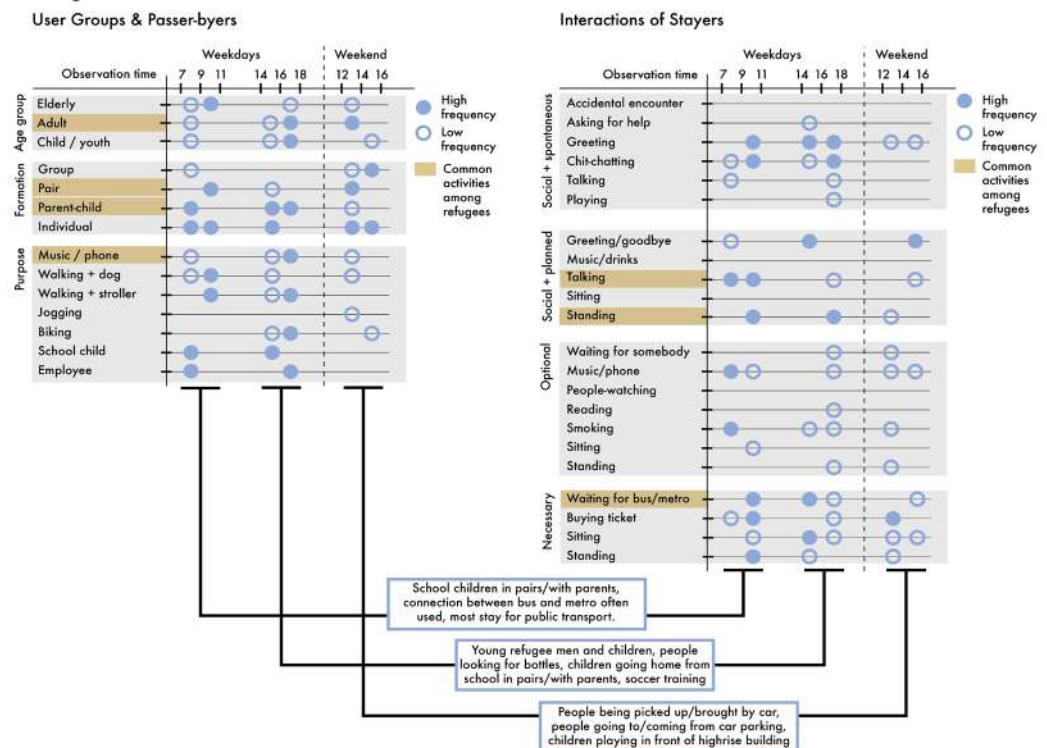 User Groups & Passer-byers
Weekdays Weekend
Observation time 7 9 11 14 16 18 12 14 16
Age group
Elderly
Adult
Child / youth
Formation
Group
Pair
Parent-child
Individual
Purpose
Music / phone
Walking + dog
Walking + stroller
Jogging
Biking
School child
Employee
High
frequency
Low
frequency
Common
activities
among
refugees
Interactions of Stayers
Weekdays Weekend
Observation time 7 9 11 14 16 18 12 14 16
Social + spontaneous
Accidental encounter
Asking for help
Greeting
Chit-chatting
Talking
Playing
Social + planned
Greeting/goodbye
Music/drinks
Talking
Sitting
Standing
Optional
Waiting for somebody
Music/phone
People-watching
Reading
Smoking
Sitting
Standing
Necessary
Waiting for bus/metro
Buying ticket
Sitting
Standing
High
frequency
Low
frequency
Common
activities
among
refugees
School children in pairs/with parents,
connection between bus and metro often
used, most stay for public transport.
Young refugee men and children, people
looking for bottles, children going home from
school in pairs/with parents, soccer training
People being picked up/brought by car,
people going to/coming from car parking,
children playing in front of highrise building